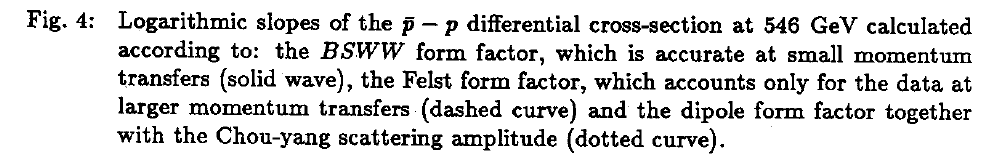 Fig. 4: Logarithmic slopes of the p̄ − p differential cross-section at 546 GeV calculated
according to: the BSWW form factor, which is accurate at small momentum
transfers (solid wave), the Felst form factor, which accounts only for the data at
larger momentum transfers (dashed curve) and the dipole form factor together
with the Chou-yang scattering amplitude (dotted curve).